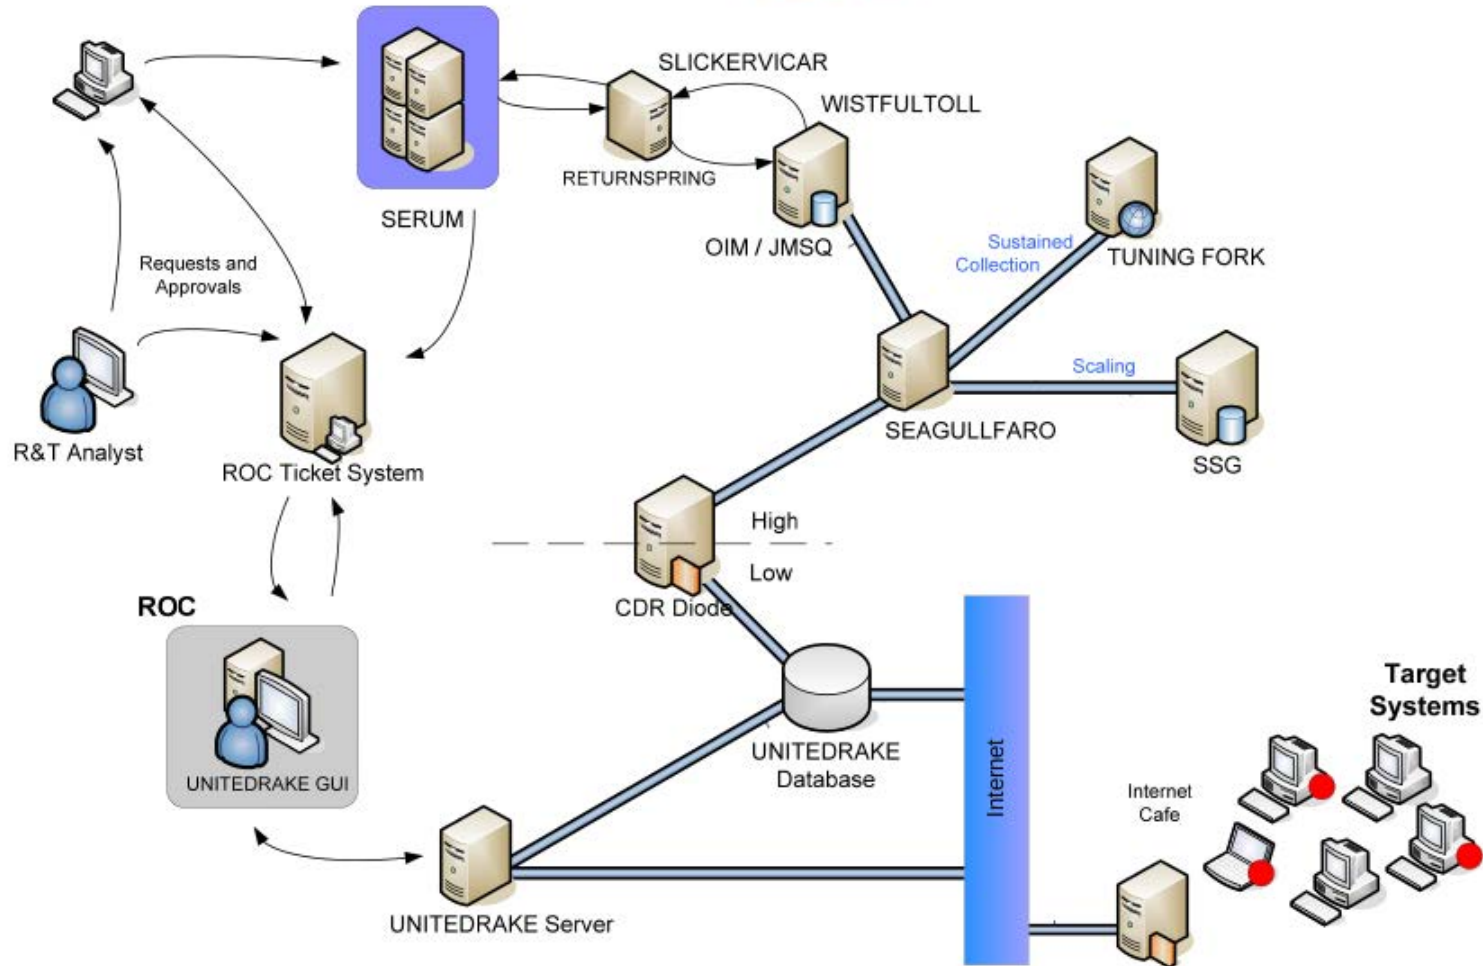 SLICKERVICAR
WISTFULTOLL
RETURNSPRING
SERUM
OIM / JMSQ
Sustained
Collection
TUNING FORK
Requests and
Approvals
Scaling
SEAGULLFARO
SSG
R&T Analyst
ROC Ticket System
High
Low
CDR Diode
ROC
UNITEDRAKE GUI
UNITEDRAKE
Database
Internet
Target
Systems
Internet
Cafe
UNITEDRAKE Server